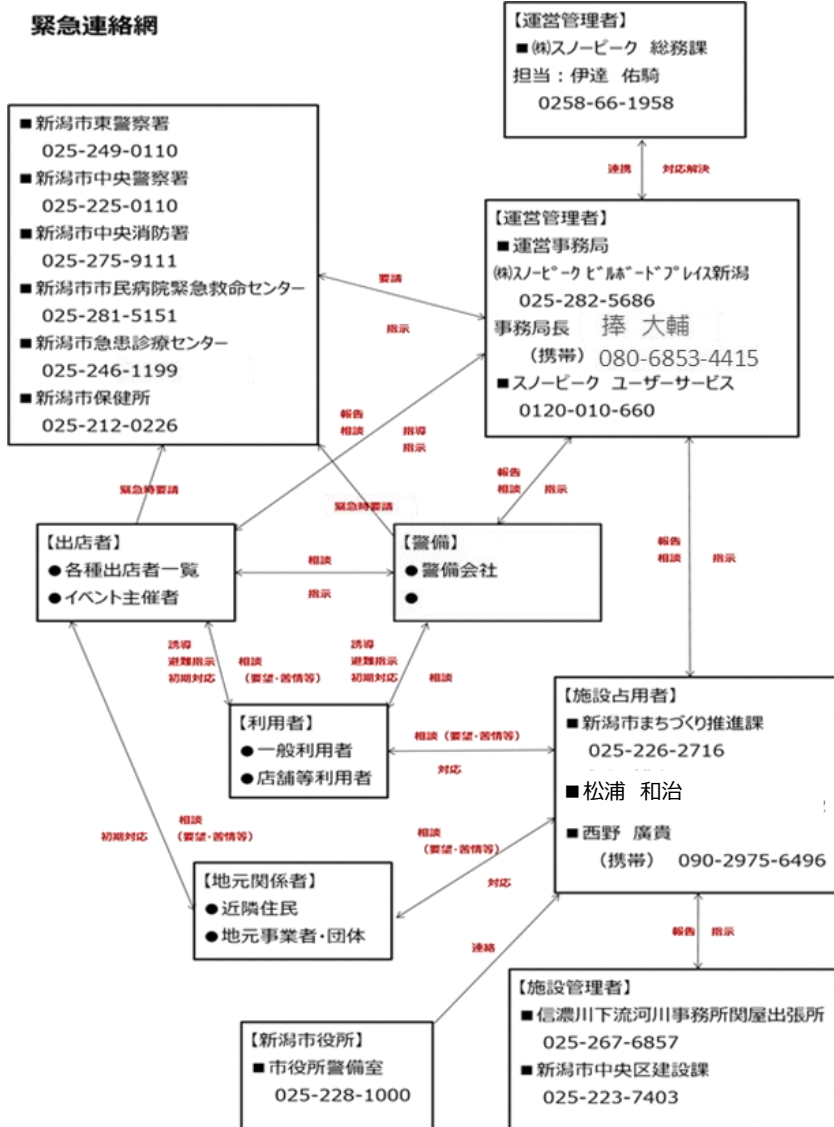 緊急連絡網
【運営管理者】
■㈱スノーピーク 総務課
担当：伊達 佑騎
0258-66-1958
連携 対応解決
■新潟市東警察署
025-249-0110
■新潟市中央警察署
025-225-0110
■新潟市中央消防署
025-275-9111
■新潟市市民病院緊急救命センター
025-281-5151
■新潟市急患診療センター
025-246-1199
■新潟市保健所
025-212-0226
【運営管理者】
■運営事務局
㈱スノーピーク ビルボードプレイス新潟
025-282-5686
事務局長 捧 大輔
（携帯） 080-6853-4415
■スノーピーク ユーザーサービス
0120-010-660
要請
指示
報告
相談 指導
指示
緊急時要請
緊急時要請
報告
相談 指示
報告
相談 指示
【出店者】
●各種出店者一覧
●イベント主催者
相談
指示
【警備】
●警備会社
●
誘導
避難指示 相談
初期対応 （要望・苦情等）
誘導
避難指示
初期対応 相談
【利用者】
●一般利用者
●店舗等利用者
相談（要望・苦情等）
対応
【施設占用者】
■新潟市まちづくり推進課
025-226-2716
■松浦 和治
■西野 廣貴
（携帯） 090-2975-6496
相談
初期対応 （要望・苦情等）
相談
（要望・苦情等）
対応
【地元関係者】
●近隣住民
●地元事業者・団体
連絡
報告 指示
【新潟市役所】
■市役所警備室
025-228-1000
【施設管理者】
■信濃川下流河川事務所関屋出張所
025-267-6857
■新潟市中央区建設課
025-223-7403